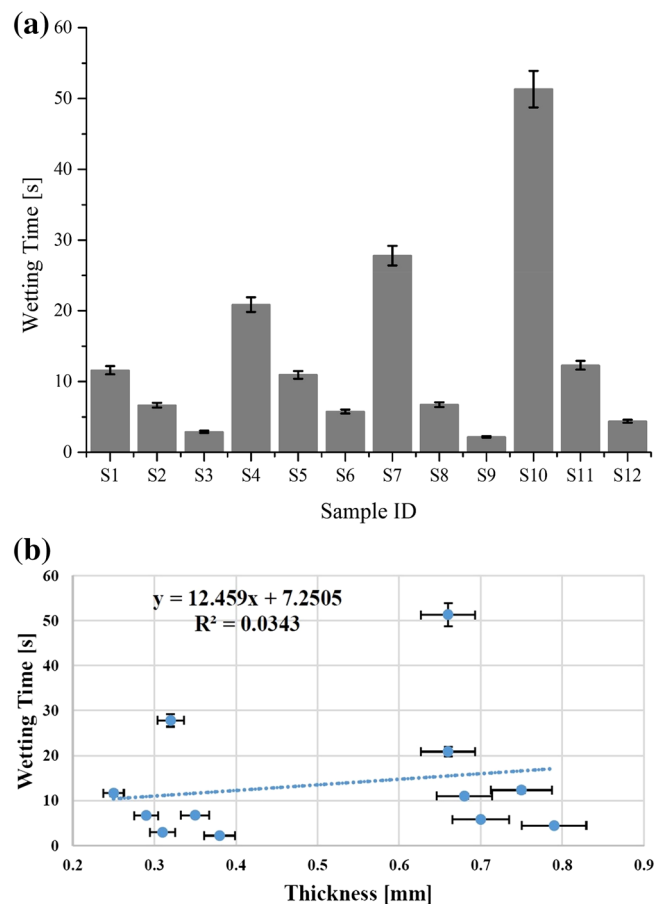 (a)
60
50
40
30
20
10
0
Wetting Time [s]
S1 S2 S3 S4 S5 S6 S7 S8 S9 S10 S11 S12
Sample ID
(b)
60
50
40
30
20
10
0
Wetting Time [s]
y = 12.459x + 7.2505
R² = 0.0343
0.2 0.3 0.4 0.5 0.6 0.7 0.8 0.9
Thickness [mm]